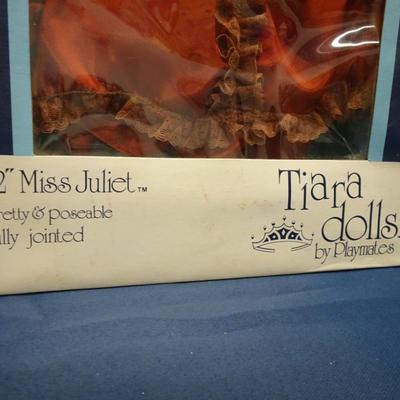 2" Miss Juliet™
retty & poseable
lly jointed
Tiara
dolls
by Playmates